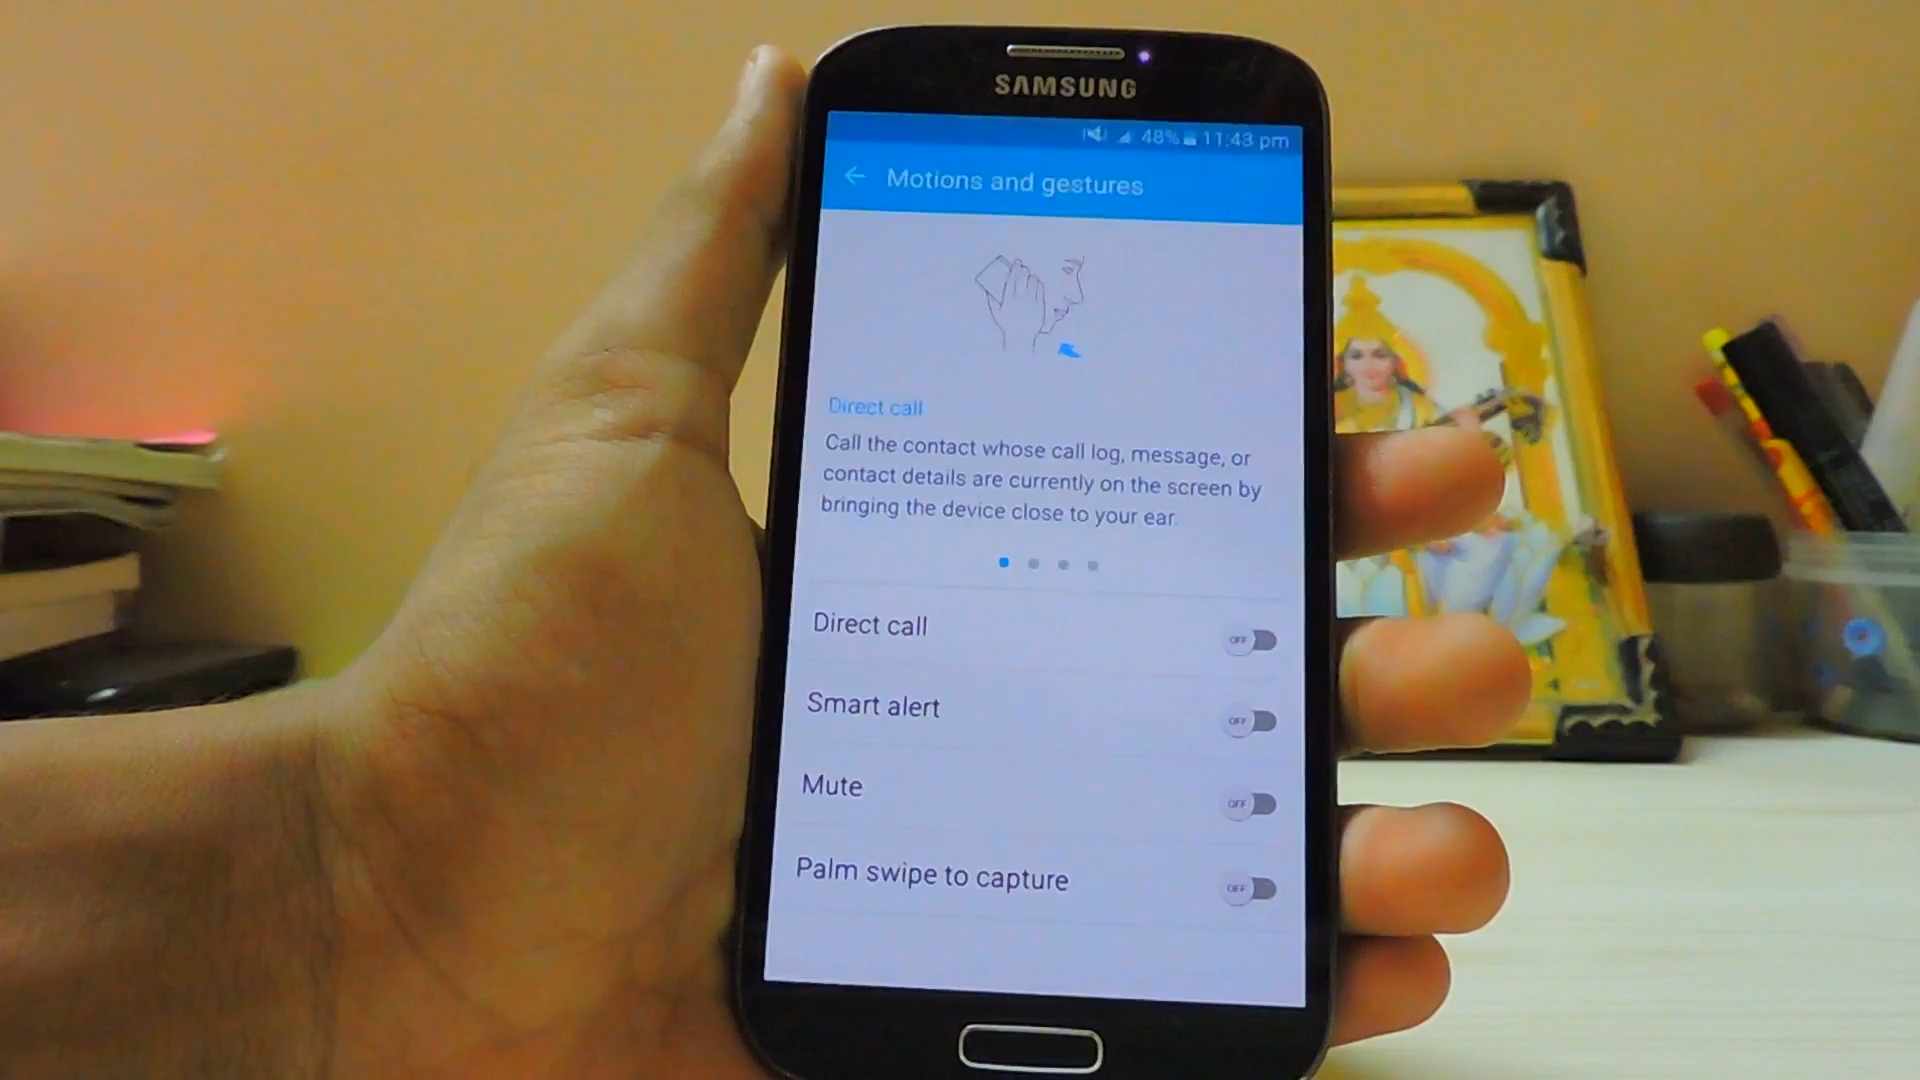 SAMSUNG
48% 11:43 pm
Motions and gestures
Direct call
Call the contact whose call log, message, or
contact details are currently on the screen by
bringing the device close to your ear.
Direct call
OFF
Smart alert
OFF
Mute
OFF
Palm swipe to capture
OFF